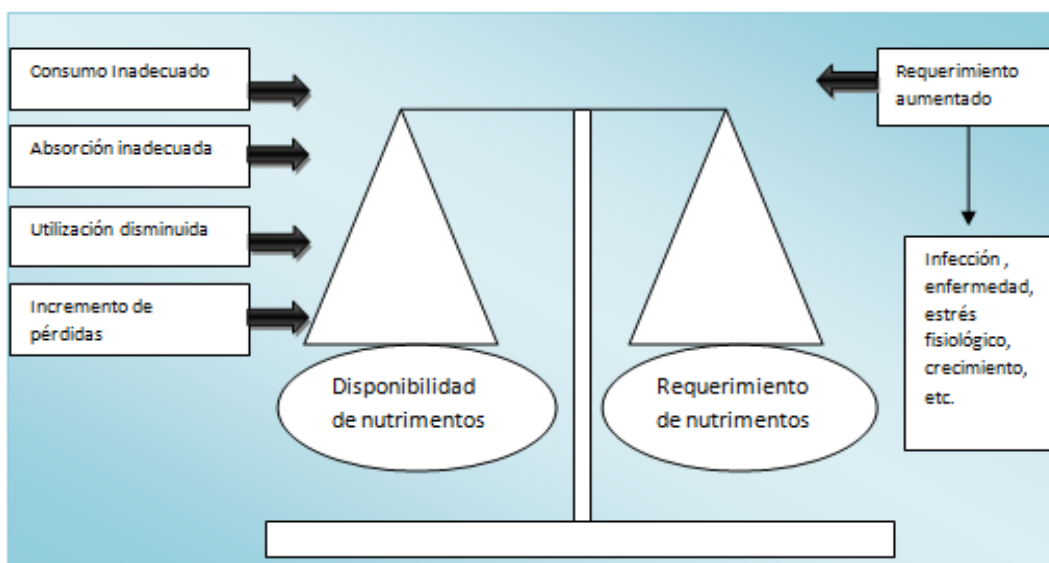 Consumo Inadecuado
Absorción inadecuada
Utilización disminuida
Incremento de
pérdidas
Disponibilidad
de nutrimentos
Requerimiento
de nutrimentos
Requerimiento
aumentado
Infección ,
enfermedad,
estrés
fisiológico,
crecimiento,
etc.